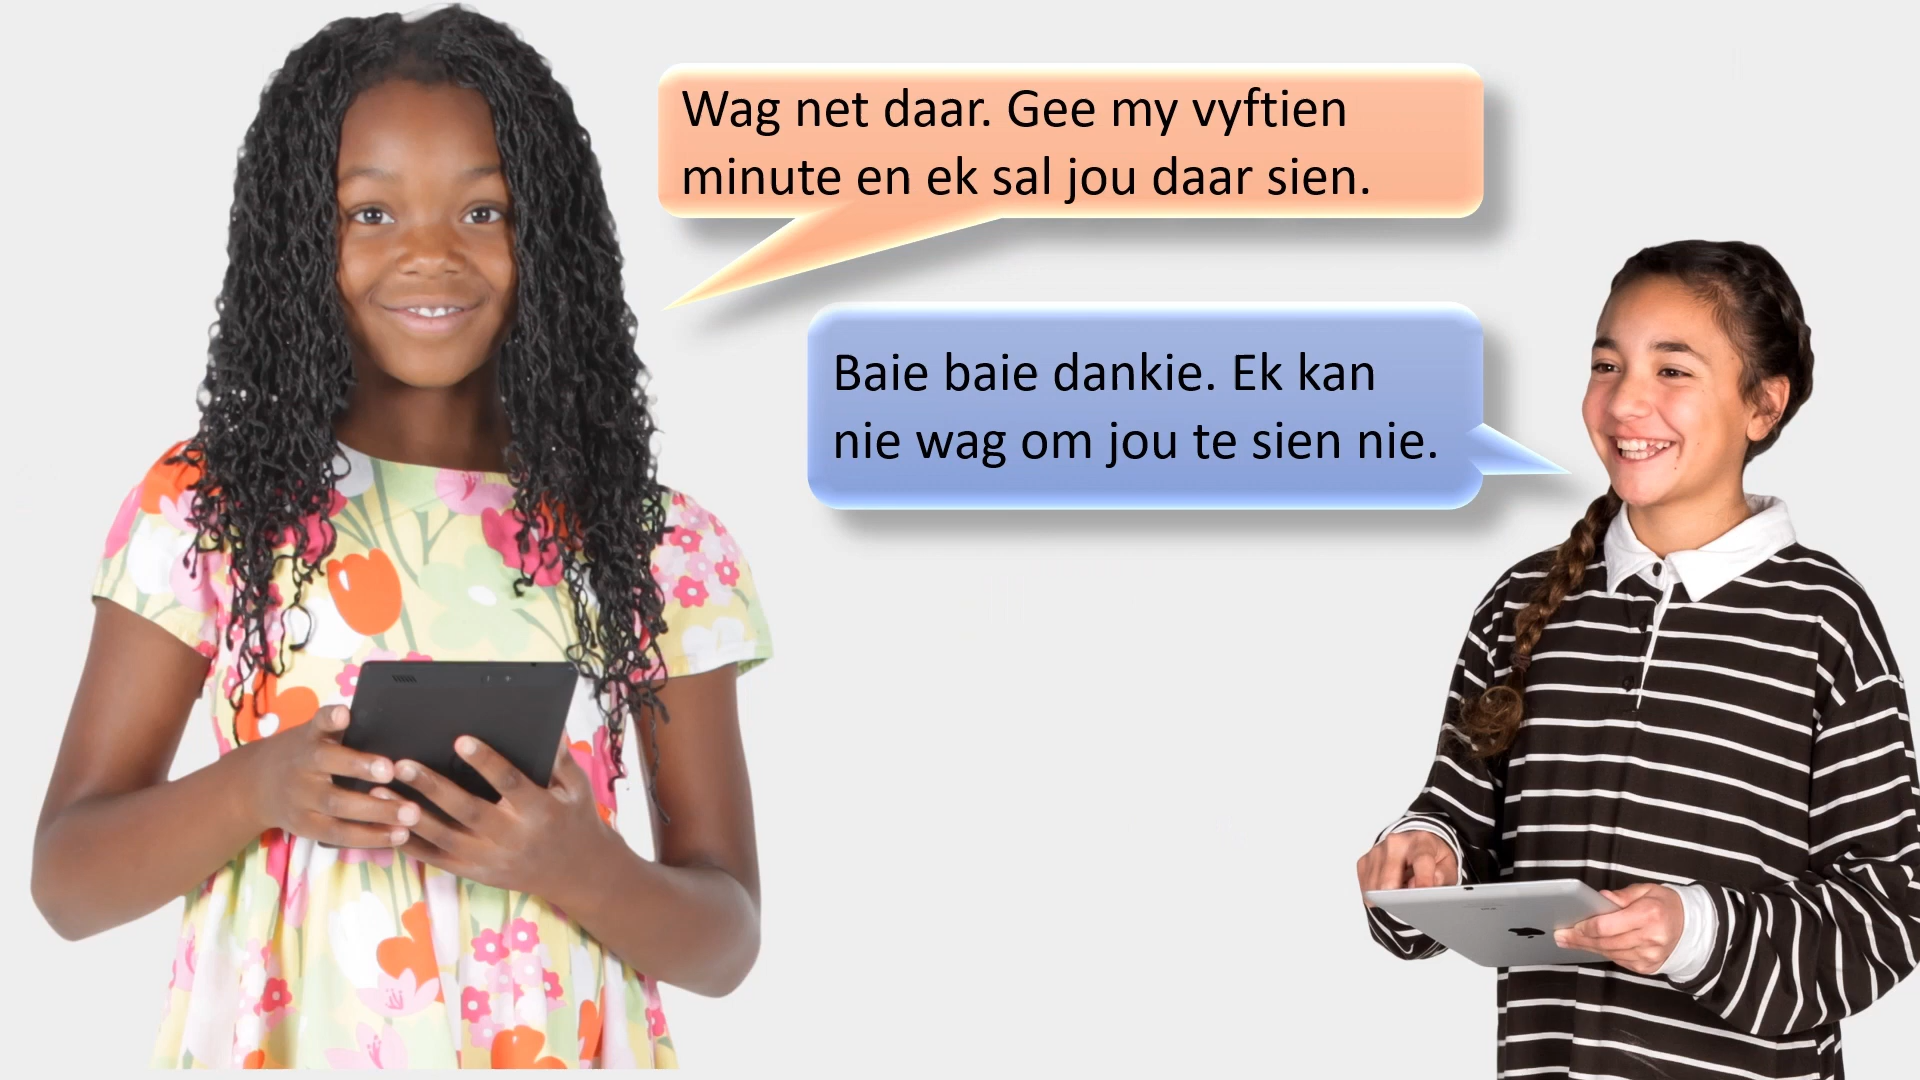 Wag net daar. Gee my vyftien
minute en ek sal jou daar sien.
Baie baie dankie. Ek kan
nie wag om jou te sien nie.